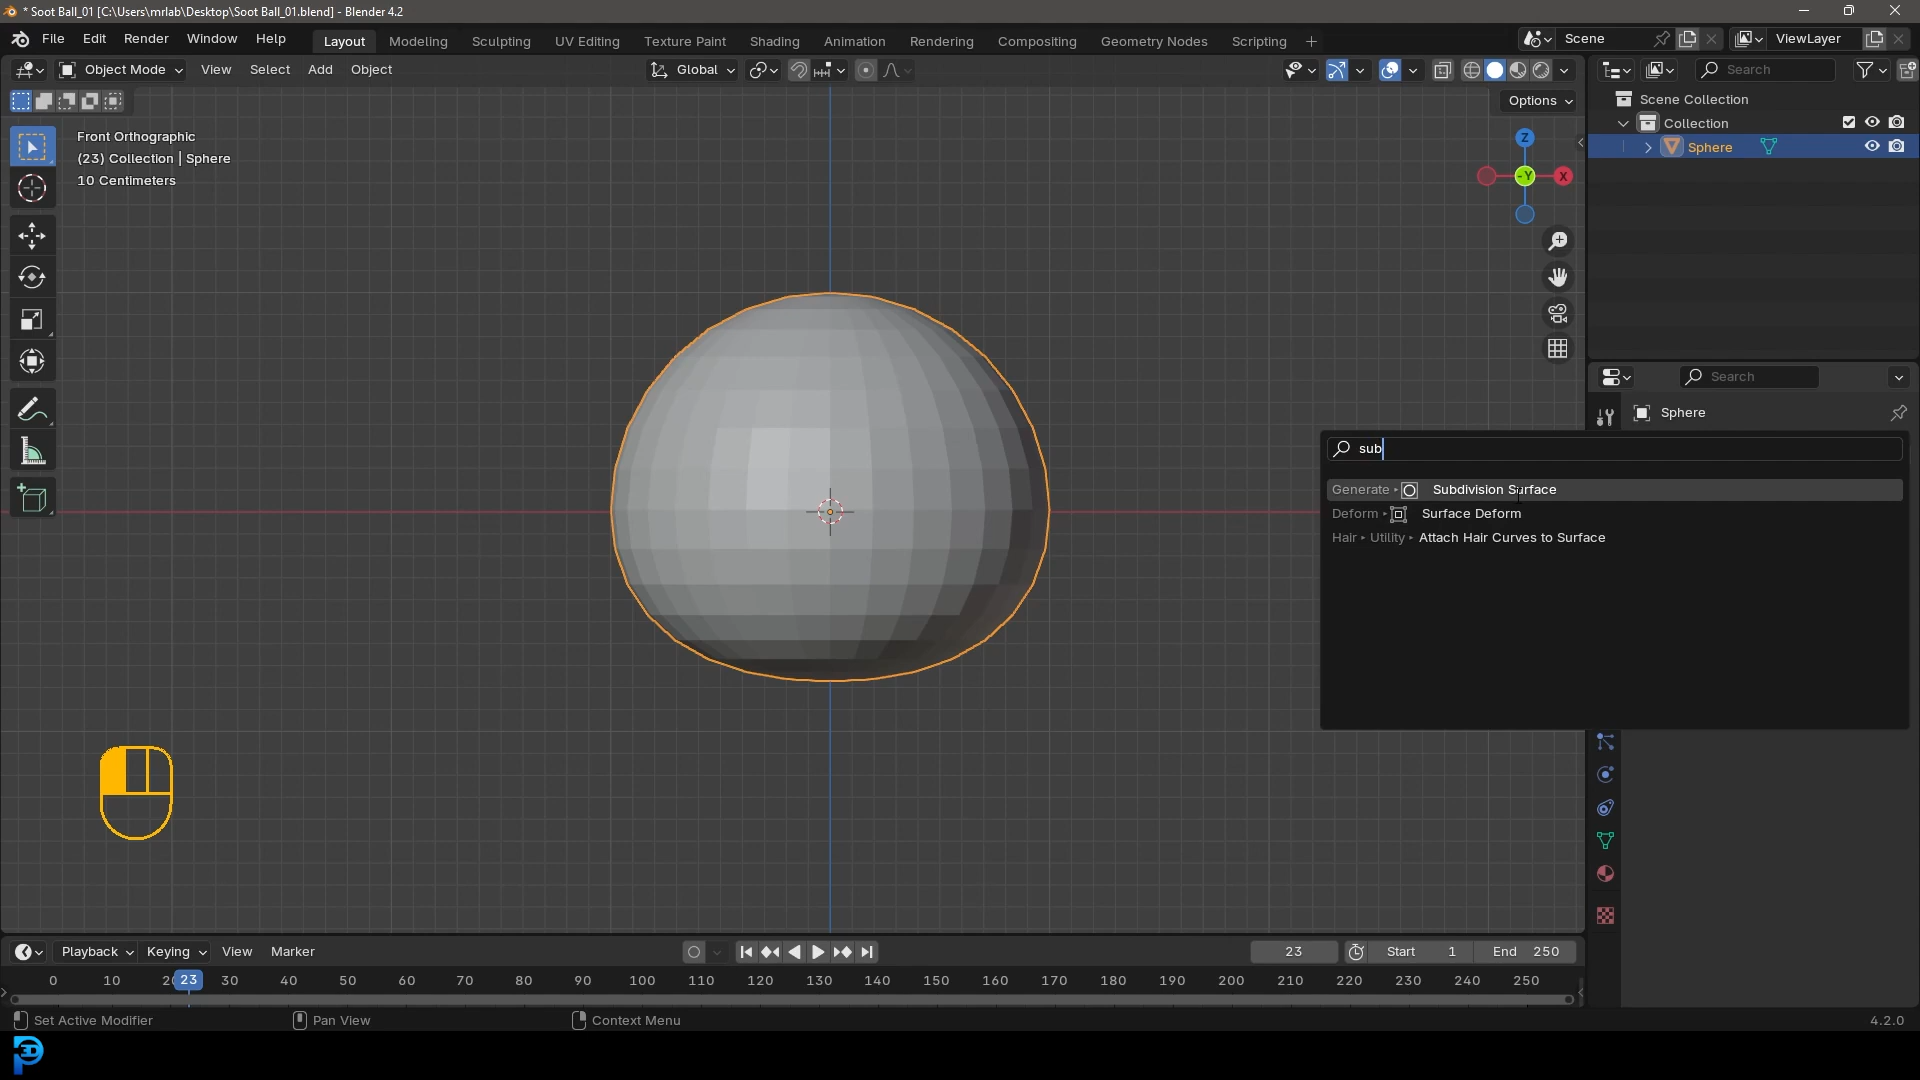 * Soot Ball_01 [C:\Users\mrlab\Desktop\Soot Ball_01.blend] - Blender 4.2
File Edit Render Window Help
Layout Modeling Sculpting UV Editing Texture Paint Shading Animation Rendering Compositing Geometry Nodes Scripting +
Scene
ViewLayer
Object Mode View Select Add Object
Global
Search
Options
Scene Collection
Collection
Sphere
Front Orthographic
(23) Collection | Sphere
10 Centimeters
Z
-Y
X
Search
Sphere
sub
Generate Subdivision Surface
Deform Surface Deform
Hair Utility Attach Hair Curves to Surface
Playback Keying View Marker
23
Start 1
End 250
0 10 20 23 30 40 50 60 70 80 90 100 110 120 130 140 150 160 170 180 190 200 210 220 230 240 250
Set Active Modifier
Pan View
Context Menu
4.2.0